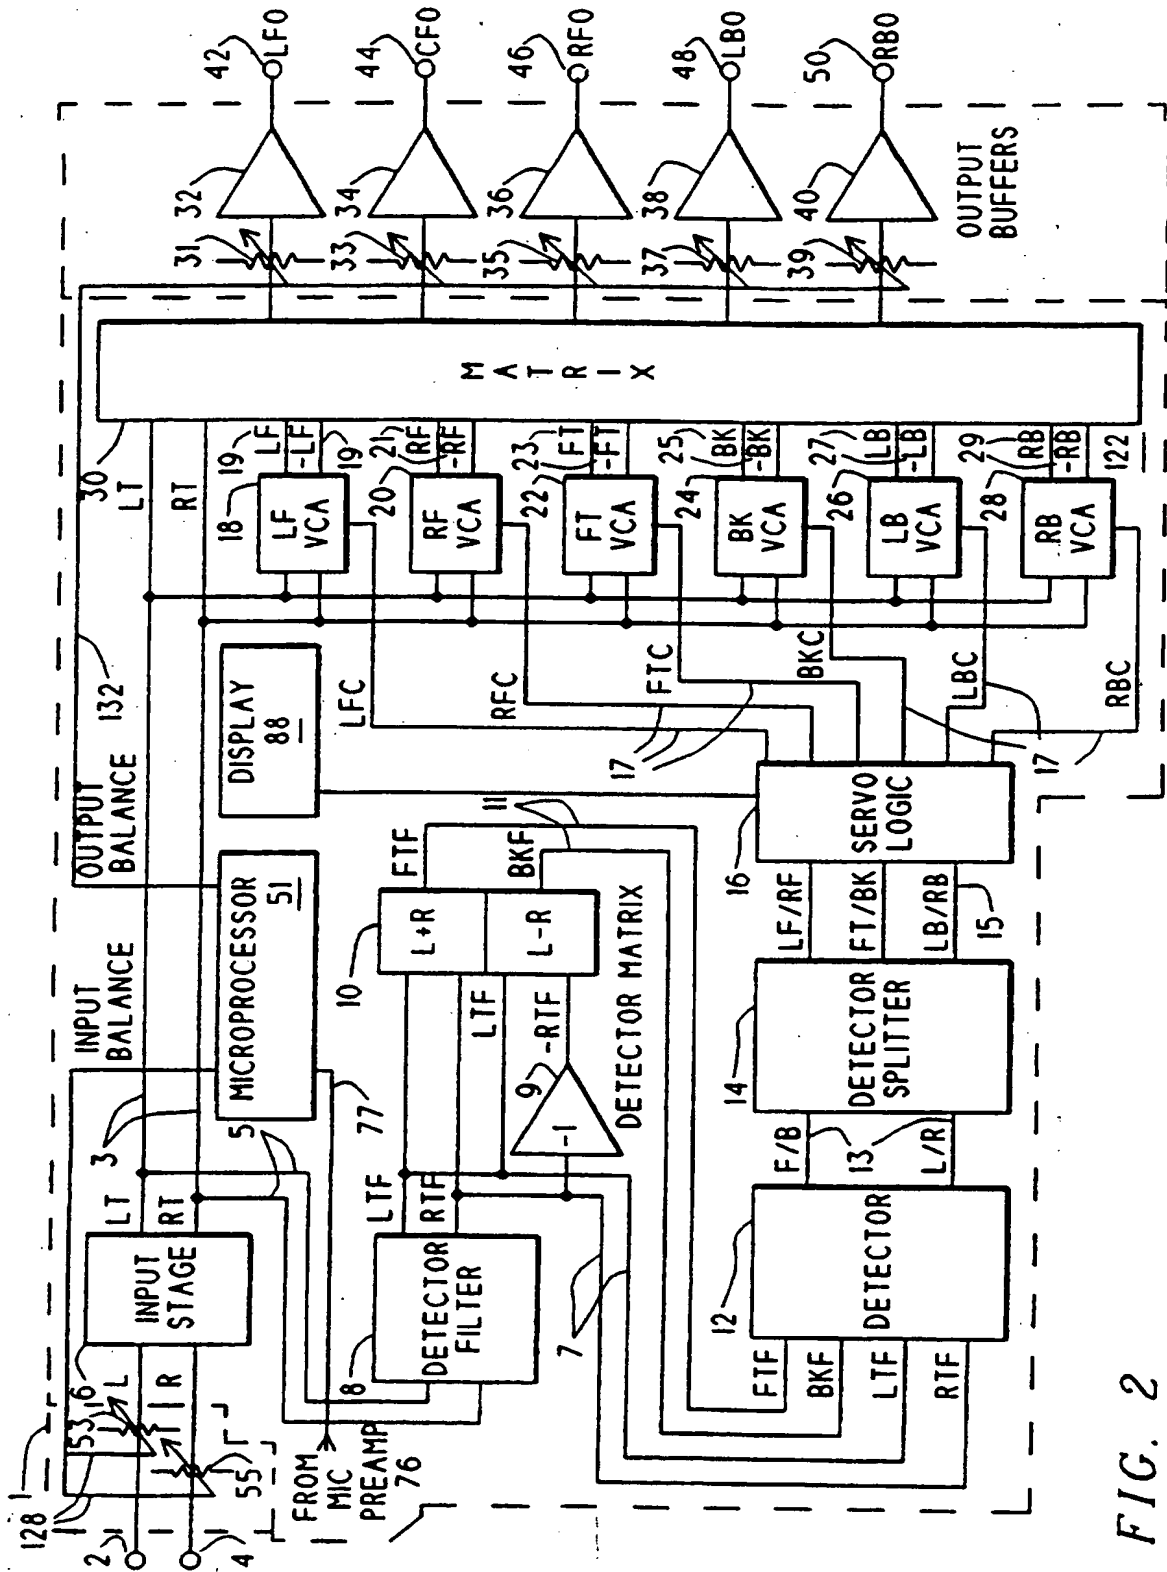 1
128
2
4
53
55
L
R
6
INPUT
STAGE
LT
RT
3
5
INPUT
BALANCE
OUTPUT
BALANCE
132
MICROPROCESSOR
51
DISPLAY
88
77
FROM
MIC
PREAMP
76
8
DETECTOR
FILTER
LTF
RTF
LTF
9
-1
-RTF
10
L+R
L-R
DETECTOR MATRIX
FTF
BKF
11
7
FTF
BKF
LTF
RTF
12
DETECTOR
F/B
13
L/R
14
DETECTOR
SPLITTER
LF/RF
FT/BK
LB/RB
15
16
SERVO
LOGIC
17
17
LFC
RFC
FTC
BKC
LBC
RBC
LT
RT
30
18
LF
VCA
19
LF
-LF
19
20
RF
VCA
21
RF
-RF
22
FT
VCA
23
FT
-FT
24
BK
VCA
25
BK
-BK
26
LB
VCA
27
LB
-LB
28
RB
VCA
29
RB
-RB
122
MATRIX
31
32
42
LFO
33
34
44
CFO
35
36
46
RFO
37
38
48
LBO
39
40
50
RBO
OUTPUT
BUFFERS
FIG. 2